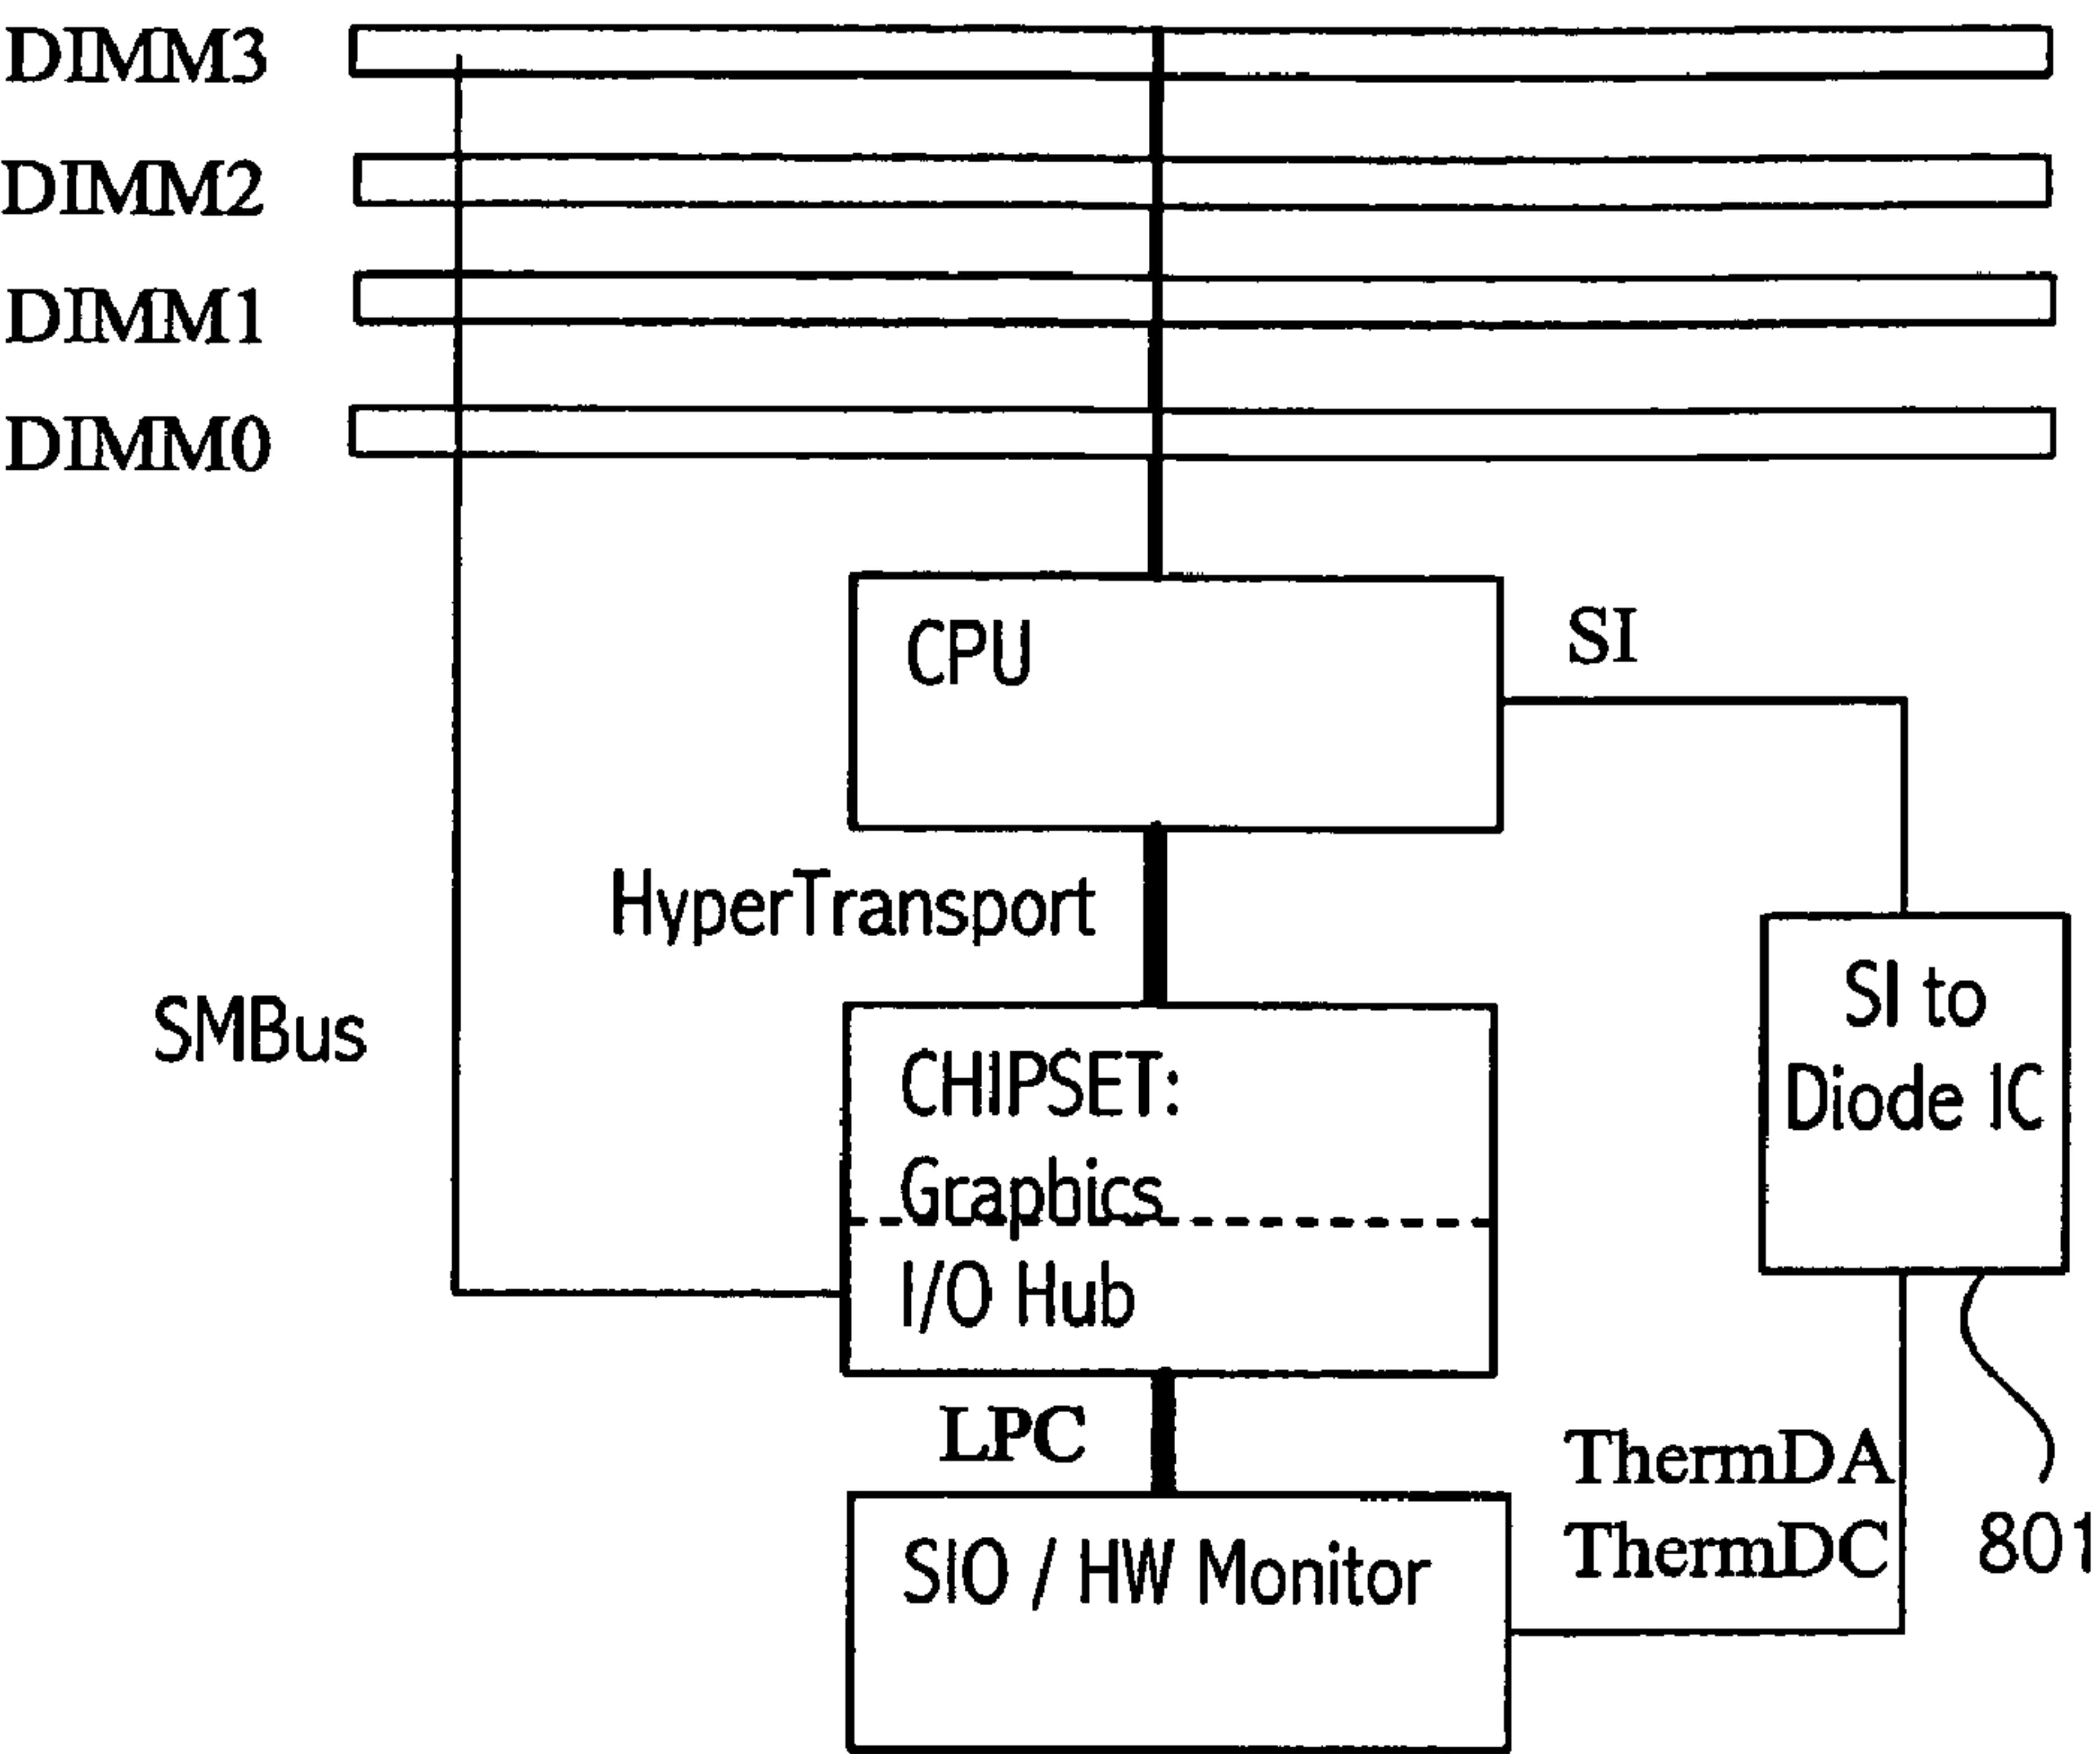 DIMM3
DIMM2
DIMM1
DIMM0
CPU
SI
HyperTransport
SMBus
SI to
Diode IC
CHIPSET:
Graphics
I/O Hub
LPC
ThermDA
ThermDC
801
SIO / HW Monitor